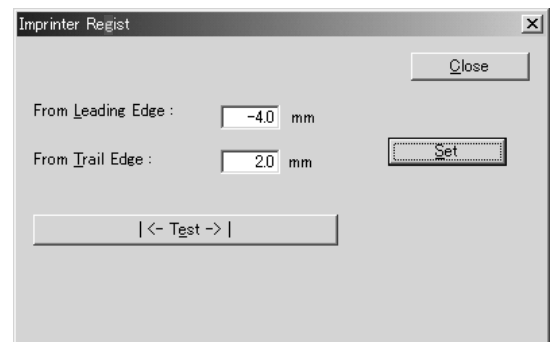 Imprinter Regist
Close
From Leading Edge : -4.0 mm
From Trail Edge : 2.0 mm
Set
|<- Test ->|